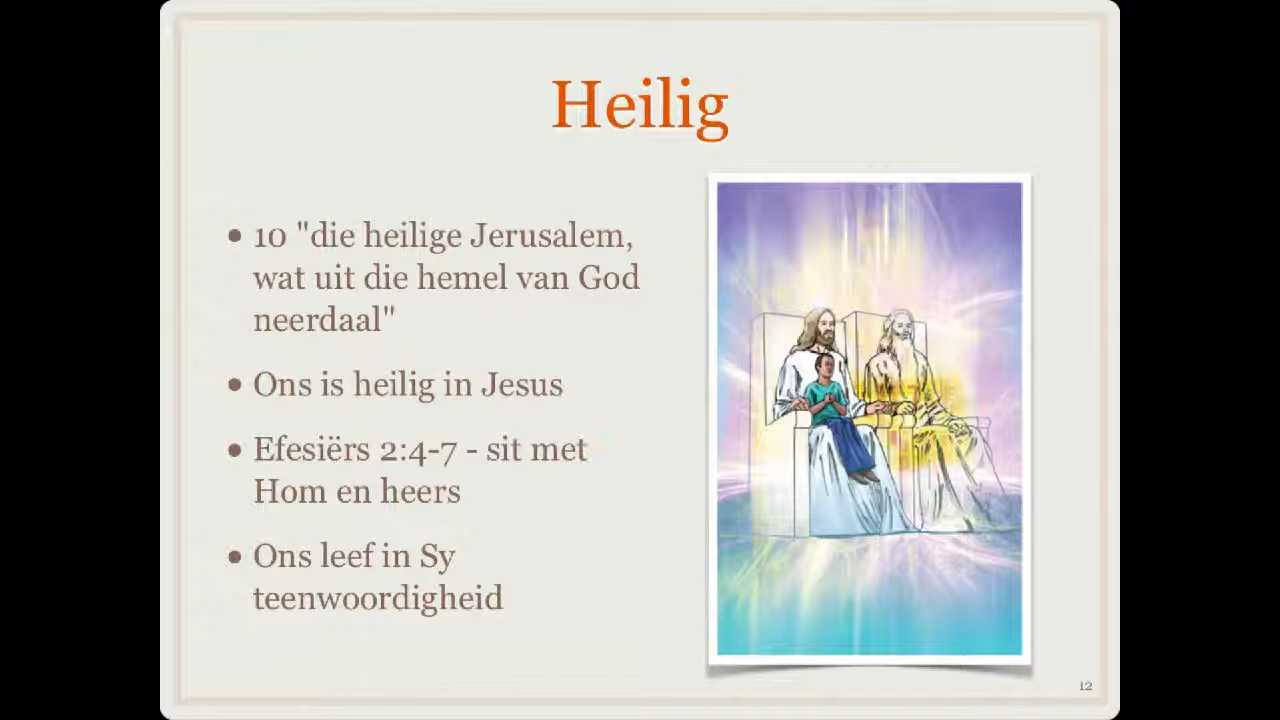 Heilig
• 10 "die heilige Jerusalem,
wat uit die hemel van God
neerdaal"
• Ons is heilig in Jesus
• Efesiërs 2:4-7 - sit met
Hom en heers
• Ons leef in Sy
teenwoordigheid
12